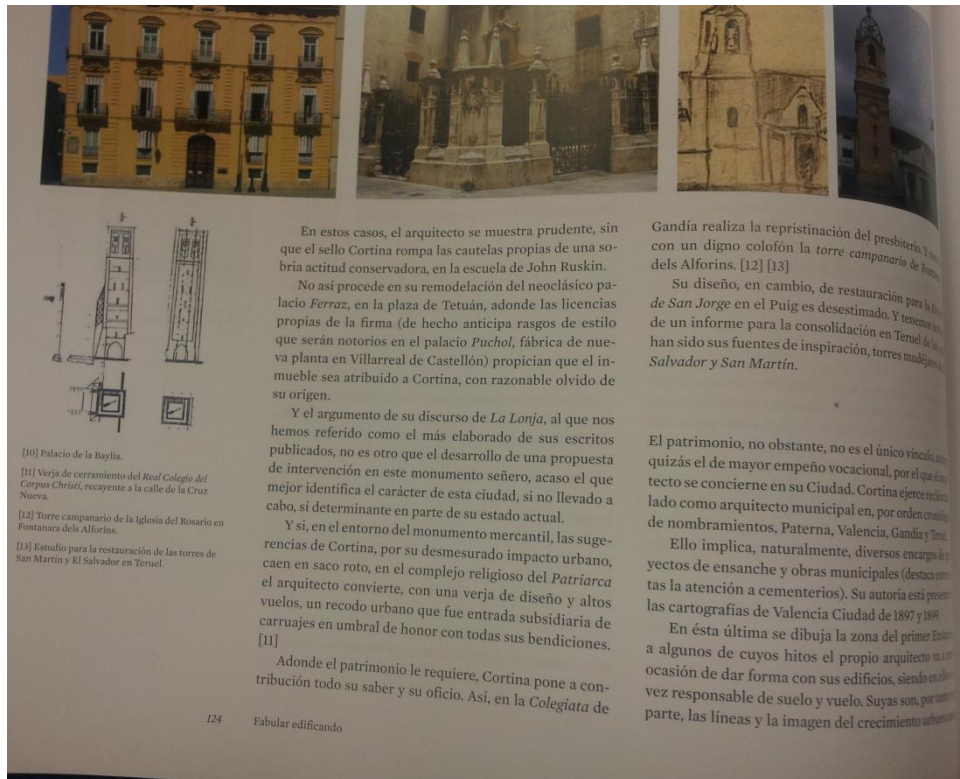 [10] Palacio de la Baylía.
[11] Verja de cerramiento del Real Colegio del
Corpus Christi, recayente a la calle de la Cruz
Nueva.
[12] Torre campanario de la Iglesia del Rosario en
Fontanars dels Alforins.
[13] Estudio para la restauración de las torres de
San Martín y El Salvador en Teruel.
En estos casos, el arquitecto se muestra prudente, sin
que el sello Cortina rompa las cautelas propias de una so-
bria actitud conservadora, en la escuela de John Ruskin.
No así procede en su remodelación del neoclásico pa-
lacio Ferraz, en la plaza de Tetuán, adonde las licencias
propias de la firma (de hecho anticipa rasgos de estilo
que serán notorios en el palacio Puchol, fábrica de nue-
va planta en Villarreal de Castellón) propician que el in-
mueble sea atribuido a Cortina, con razonable olvido de
su origen.
Y el argumento de su discurso de La Lonja, al que nos
hemos referido como el más elaborado de sus escritos
publicados, no es otro que el desarrollo de una propuesta
de intervención en este monumento señero, acaso el que
mejor identifica el carácter de esta ciudad, si no llevado a
cabo, sí determinante en parte de su estado actual.
Y si, en el entorno del monumento mercantil, las suge-
rencias de Cortina, por su desmesurado impacto urbano,
caen en saco roto, en el complejo religioso del Patriarca
el arquitecto convierte, con una verja de diseño y altos
vuelos, un recodo urbano que fue entrada subsidiaria de
carruajes en umbral de honor con todas sus bendiciones.
[11]
Adonde el patrimonio le requiere, Cortina pone a con-
tribución todo su saber y su oficio. Así, en la Colegiata de
Gandía realiza la repristinación del presbiterio. Y
con un digno colofón la torre campanario de
dels Alforins. [12] [13]
Su diseño, en cambio, de restauración para la
de San Jorge en el Puig es desestimado. Y tenemos
de un informe para la consolidación en Teruel de
han sido sus fuentes de inspiración, torres mudéjares
Salvador y San Martín.
*
El patrimonio, no obstante, no es el único vínculo,
quizás el de mayor empeño vocacional, por el que el
tecto se concierne en su Ciudad. Cortina ejerce
lado como arquitecto municipal en, por orden
de nombramientos, Paterna, Valencia, Gandía y Teruel.
Ello implica, naturalmente, diversos encargos de
yectos de ensanche y obras municipales (destaca
tas la atención a cementerios). Su autoría está
las cartografías de Valencia Ciudad de 1897 y 1899.
En ésta última se dibuja la zona del primer
a algunos de cuyos hitos el propio arquitecto va a
ocasión de dar forma con sus edificios, siendo en
vez responsable de suelo y vuelo. Suyas son, por
parte, las líneas y la imagen del crecimiento urbano
124 Fabular edificando